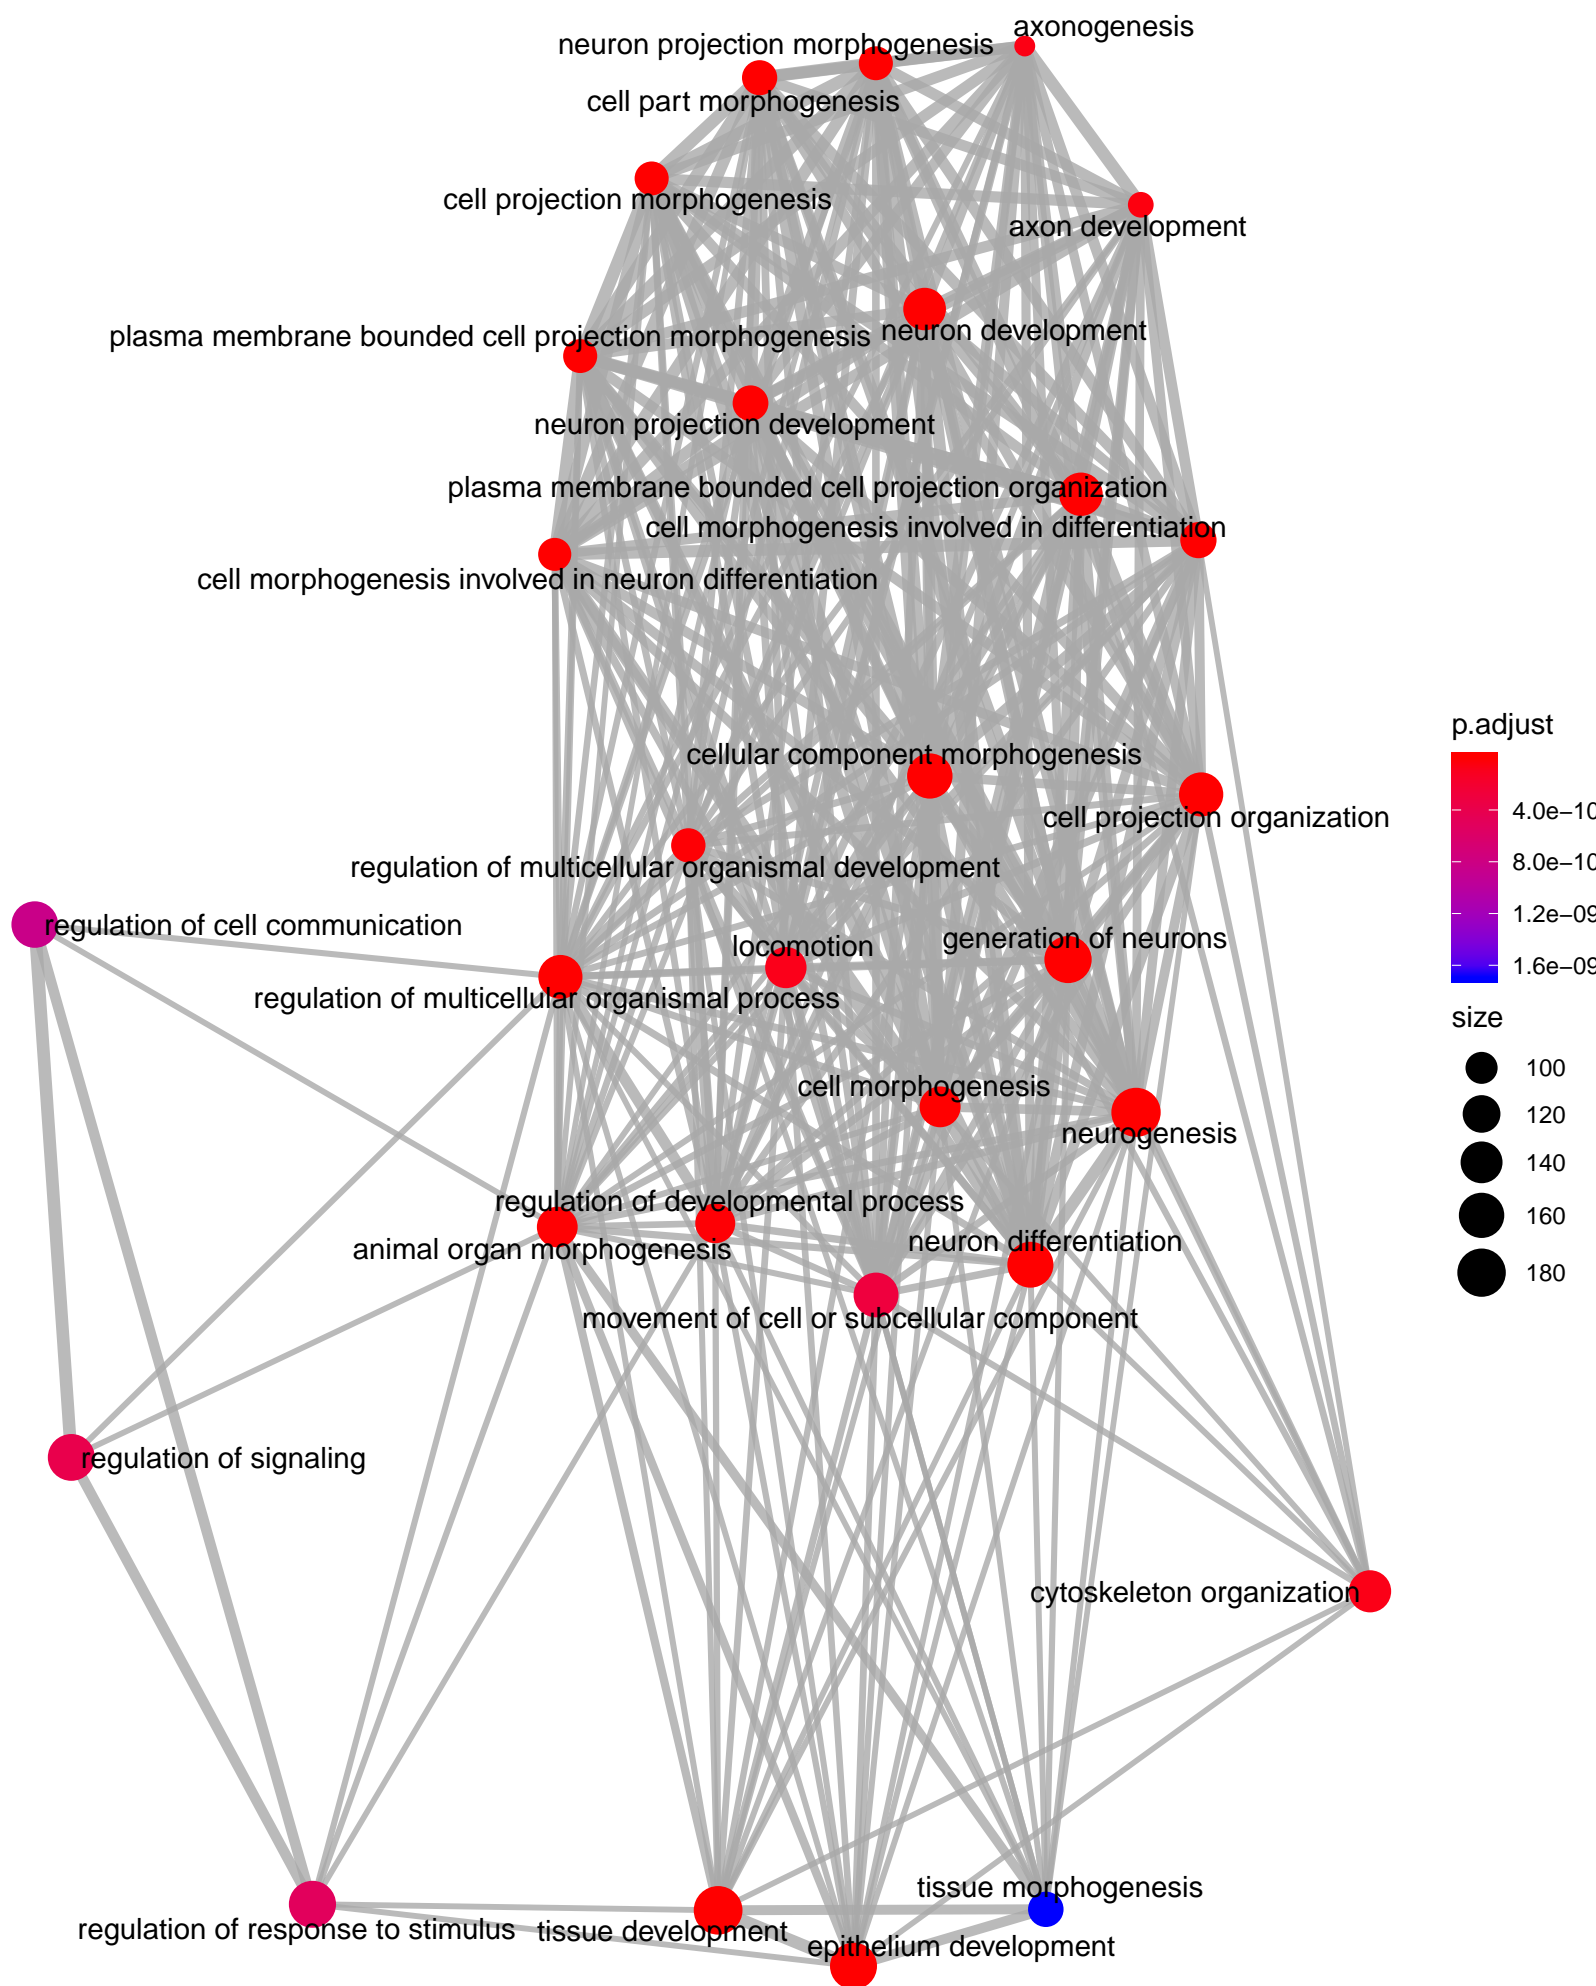 axonogenesis
neuron projection morphogenesis
cell part morphogenesis
cell projection morphogenesis
axon development
plasma membrane bounded cell projection morphogenesis
neuron development
neuron projection development
plasma membrane bounded cell projection organization
cell morphogenesis involved in differentiation
cell morphogenesis involved in neuron differentiation
cellular component morphogenesis
cell projection organization
regulation of multicellular organismal development
regulation of cell communication
locomotion
generation of neurons
regulation of multicellular organismal process
cell morphogenesis
neurogenesis
regulation of developmental process
animal organ morphogenesis
neuron differentiation
movement of cell or subcellular component
regulation of signaling
cytoskeleton organization
tissue morphogenesis
regulation of response to stimulus
tissue development
epithelium development
p.adjust
4.0e−10
8.0e−10
1.2e−09
1.6e−09
size
100
120
140
160
180